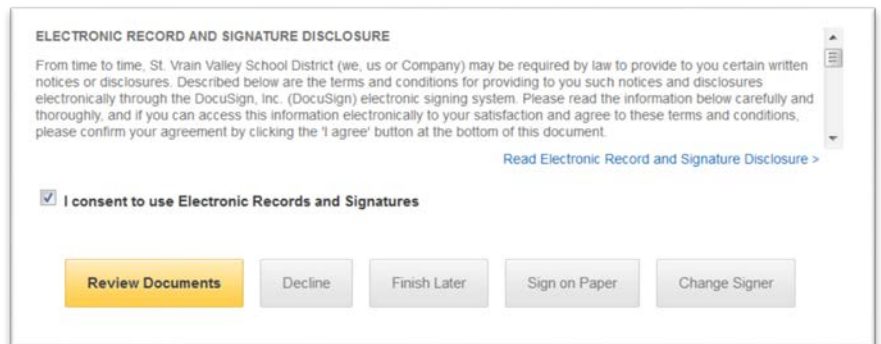 ELECTRONIC RECORD AND SIGNATURE DISCLOSURE
From time to time, St. Vrain Valley School District (we, us or Company) may be required by law to provide to you certain written
notices or disclosures. Described below are the terms and conditions for providing to you such notices and disclosures
electronically through the DocuSign, Inc. (DocuSign) electronic signing system. Please read the information below carefully and
thoroughly, and if you can access this information electronically to your satisfaction and agree to these terms and conditions,
please confirm your agreement by clicking the 'I agree' button at the bottom of this document.
Read Electronic Record and Signature Disclosure >
I consent to use Electronic Records and Signatures
Review Documents Decline Finish Later Sign on Paper Change Signer